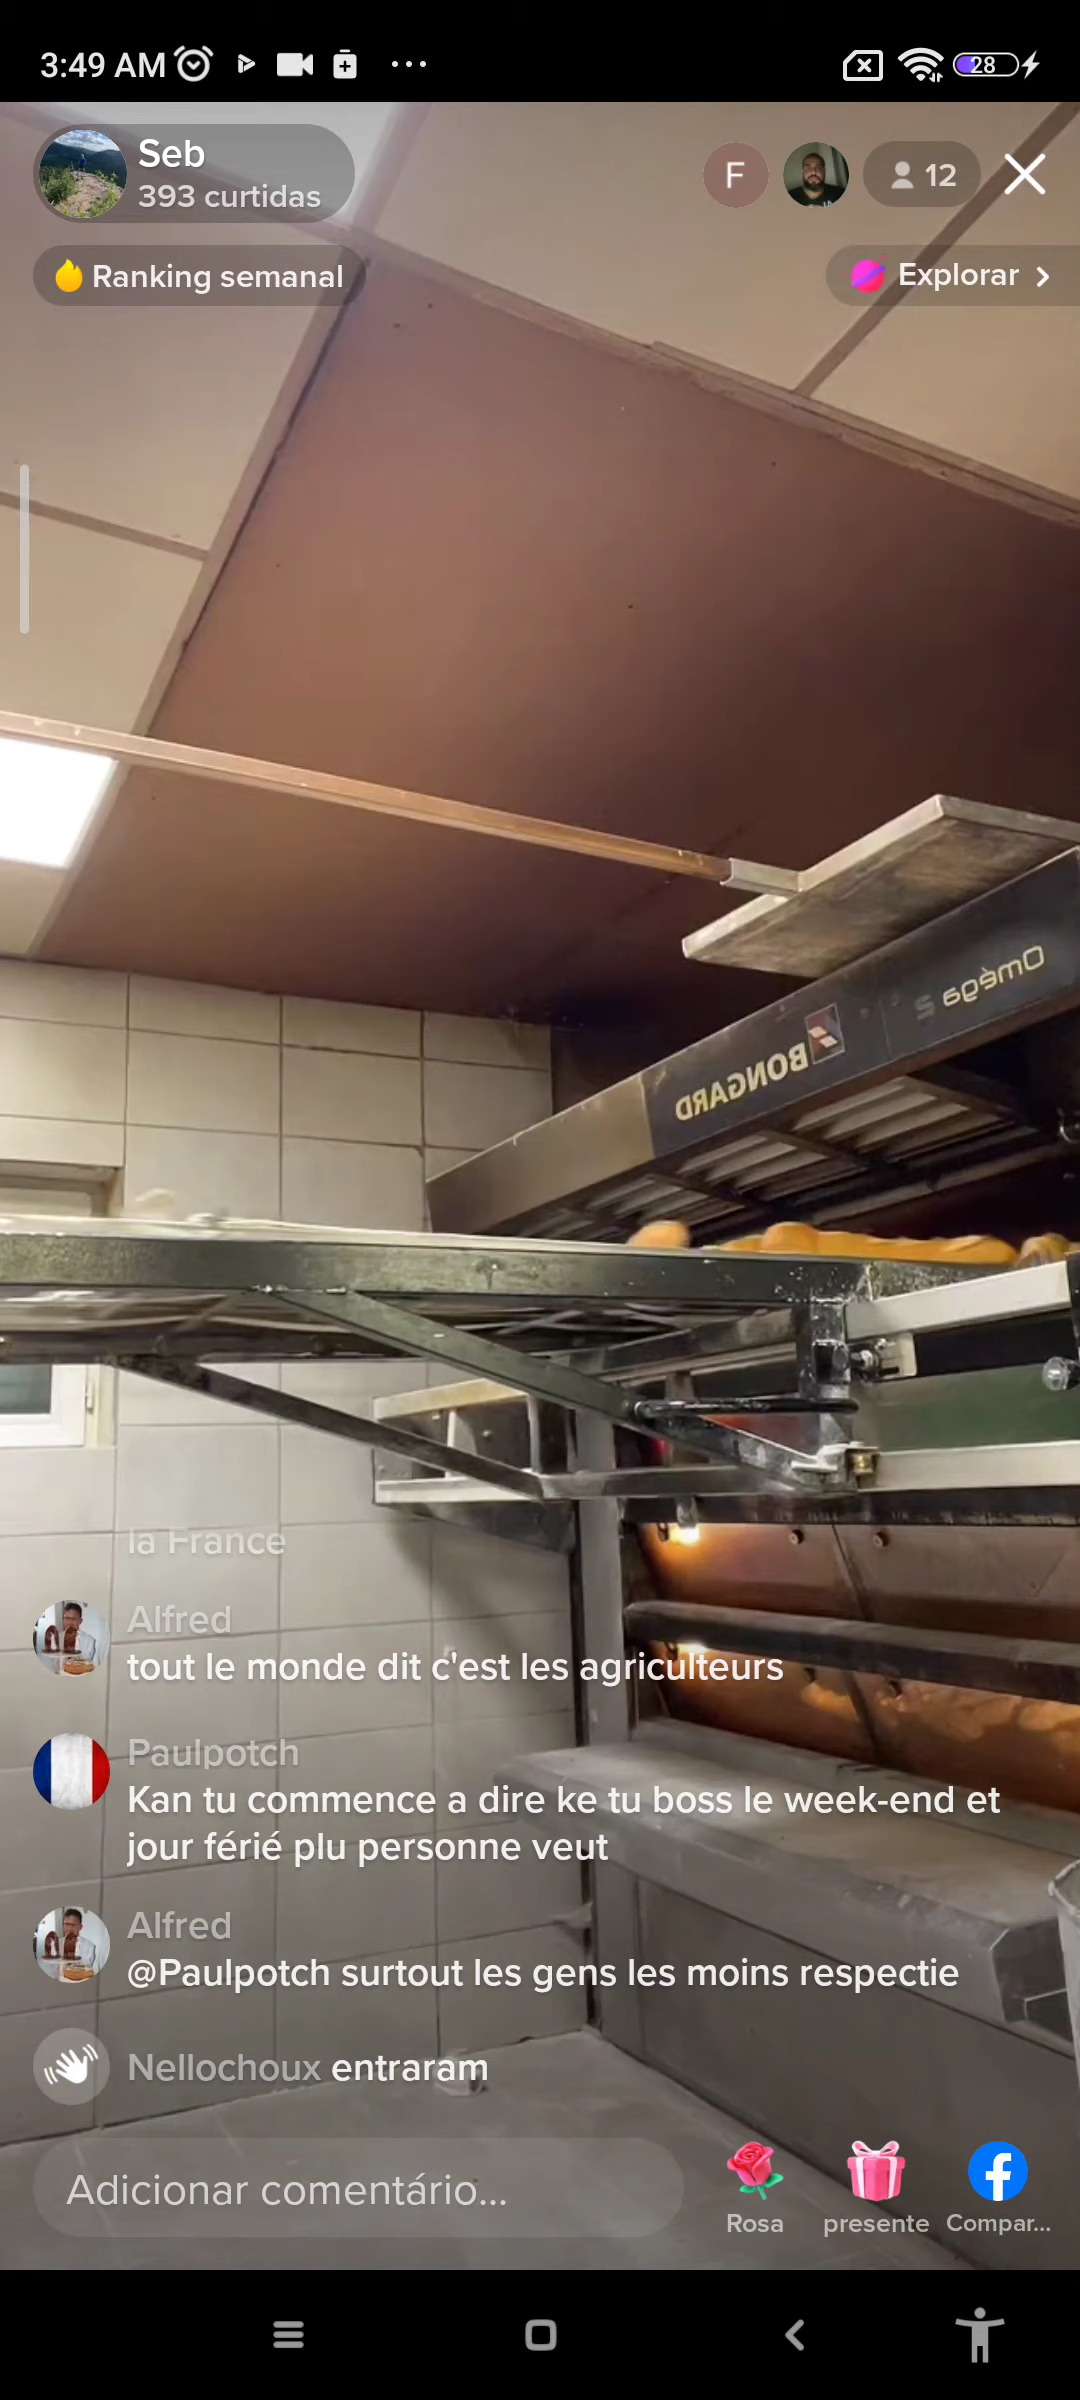 3:49 AM
28
Seb
393 curtidas
F
12
Ranking semanal
Explorar
Oméga 2
BONGARD
la France
Alfred
tout le monde dit c'est les agriculteurs
Paulpotch
Kan tu commence a dire ke tu boss le week-end et
jour férié plu personne veut
Alfred
@Paulpotch surtout les gens les moins respectie
Nellochoux entraram
Adicionar comentário...
Rosa
presente
Compar...